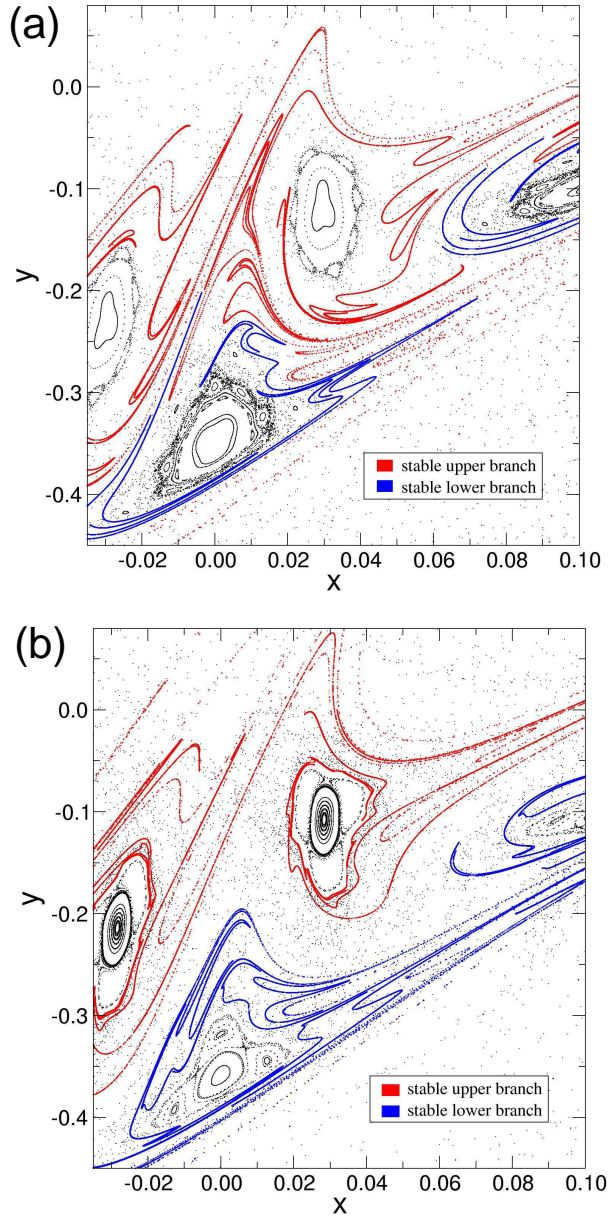 (a)
0.0
-0.1
-0.2
y
-0.3
-0.4
stable upper branch
stable lower branch
-0.02 0.00 0.02 0.04 0.06 0.08 0.10
x
(b)
0.0
-0.1
y
-0.2
-0.3
-0.4
stable upper branch
stable lower branch
-0.02 0.00 0.02 0.04 0.06 0.08 0.10
x